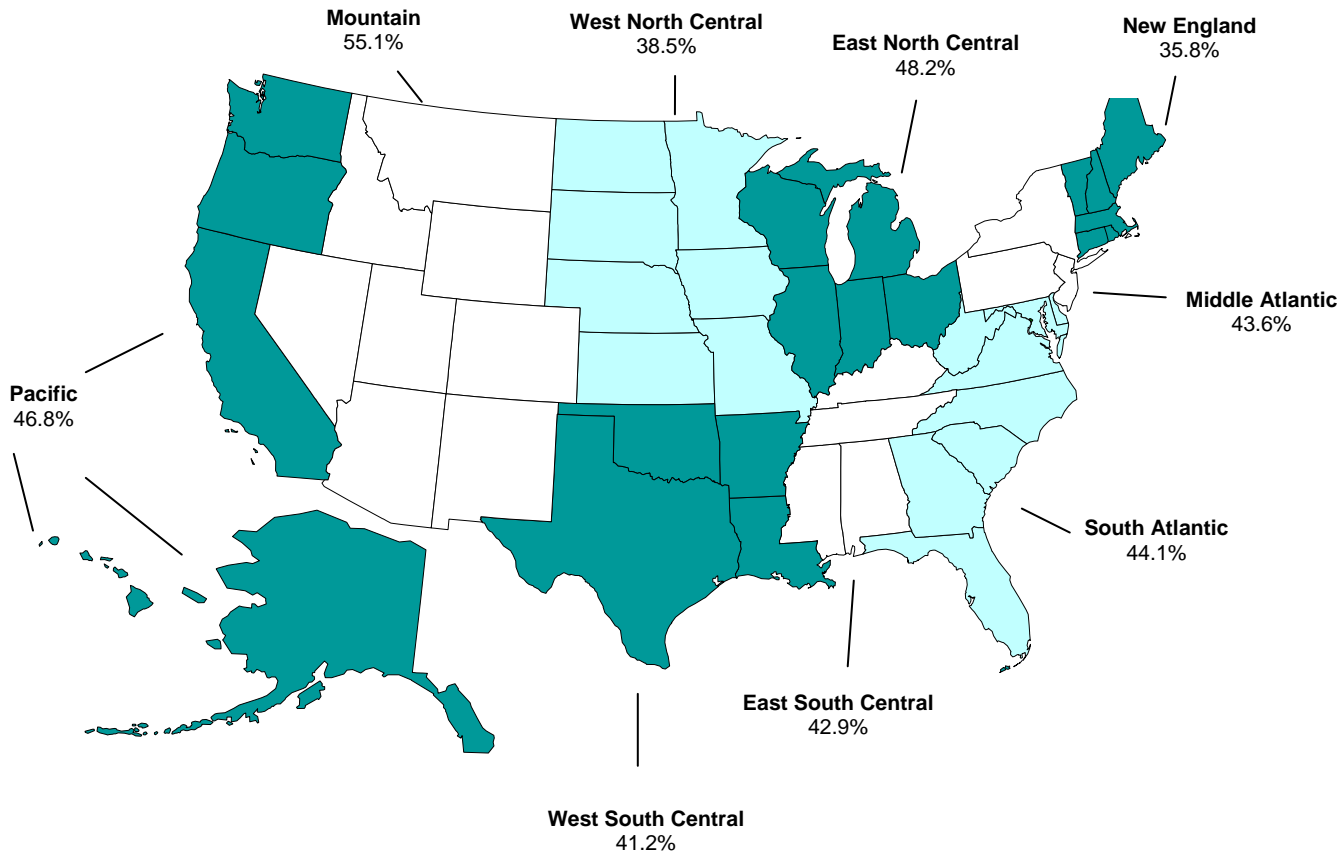 Mountain
55.1%
West North Central
38.5%
East North Central
48.2%
New England
35.8%
Middle Atlantic
43.6%
Pacific
46.8%
South Atlantic
44.1%
East South Central
42.9%
West South Central
41.2%